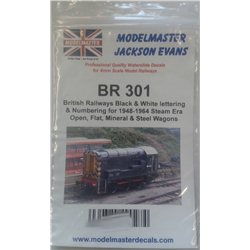 MODELMASTER
MODELMASTER
JACKSON EVANS
Professional Quality Waterslide Decals
for 4mm Scale Model Railways
BR 301
British Railways Black & White lettering
& Numbering for 1948-1964 Steam Era
Open, Flat, Mineral & Steel Wagons
www.modelmasterdecals.com